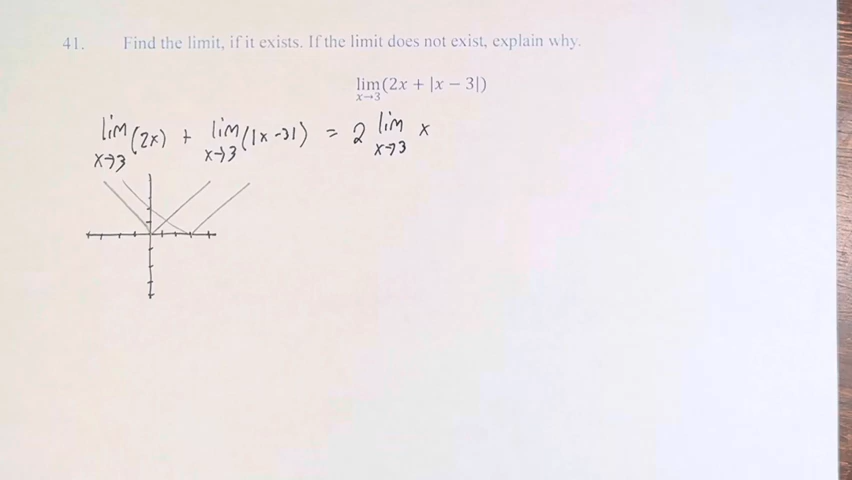 41. Find the limit, if it exists. If the limit does not exist, explain why.
lim x→3 (2x + |x − 3|)
lim x→3 (2x) + lim x→3 (|x-3|) = 2 lim x→3 x